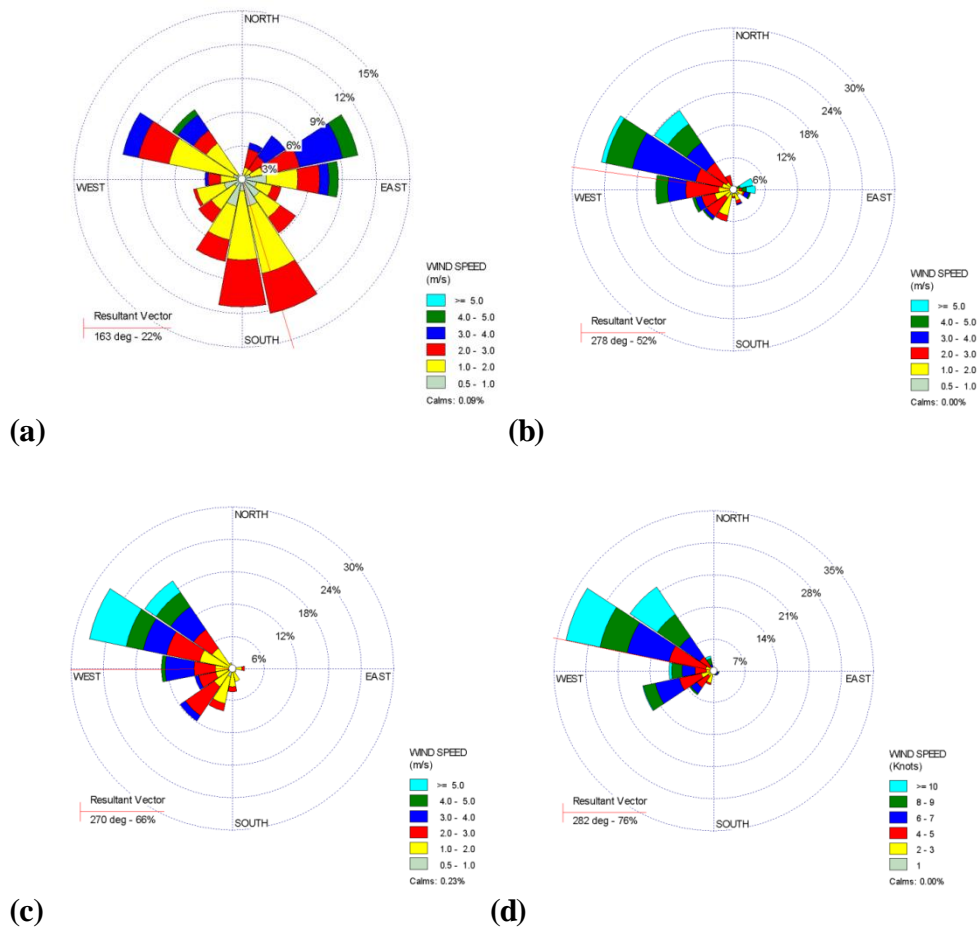 NORTH
15%
12%
9%
6%
3%
WEST
EAST
SOUTH
WIND SPEED
(m/s)
>= 5.0
4.0 - 5.0
3.0 - 4.0
2.0 - 3.0
1.0 - 2.0
0.5 - 1.0
Calms: 0.09%
Resultant Vector
163 deg - 22%
(a)
NORTH
30%
24%
18%
12%
6%
WEST
EAST
SOUTH
WIND SPEED
(m/s)
>= 5.0
4.0 - 5.0
3.0 - 4.0
2.0 - 3.0
1.0 - 2.0
0.5 - 1.0
Calms: 0.00%
Resultant Vector
278 deg - 52%
(b)
NORTH
30%
24%
18%
12%
6%
WEST
EAST
SOUTH
WIND SPEED
(m/s)
>= 5.0
4.0 - 5.0
3.0 - 4.0
2.0 - 3.0
1.0 - 2.0
0.5 - 1.0
Calms: 0.23%
Resultant Vector
270 deg - 66%
(c)
NORTH
35%
28%
21%
14%
7%
WEST
EAST
SOUTH
WIND SPEED
(Knots)
>= 10
8 - 9
6 - 7
4 - 5
2 - 3
1
Calms: 0.00%
Resultant Vector
282 deg - 76%
(d)